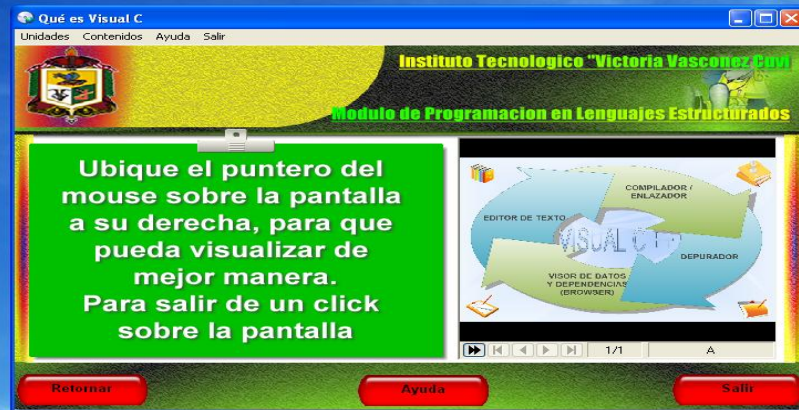 Qué es Visual C
Unidades Contenidos Ayuda Salir
Instituto Tecnologico "Victoria Vasconez Cuvi
Modulo de Programacion en Lenguajes Estructurados
Ubique el puntero del
mouse sobre la pantalla
a su derecha, para que
pueda visualizar de
mejor manera.
Para salir de un click
sobre la pantalla
COMPILADOR /
ENLAZADOR
EDITOR DE TEXTO
VISUAL C
DEPURADOR
VISOR DE DATOS
Y DEPENDENCIAS
(BROWSER)
1/1 A
Retornar Ayuda Salir